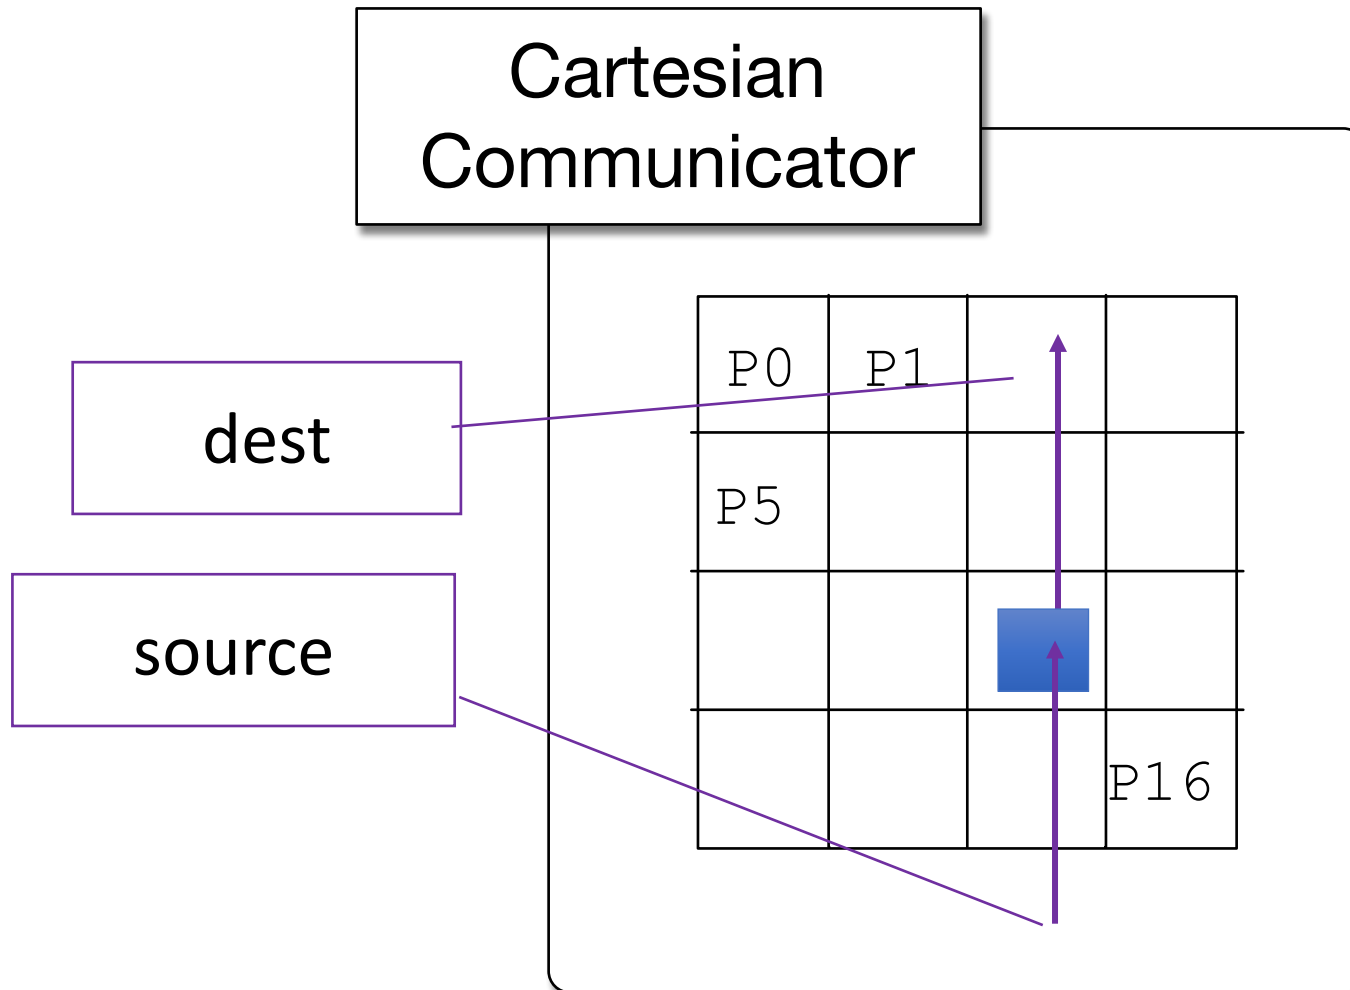 Cartesian
Communicator
P0
P1
dest
P5
source
P16